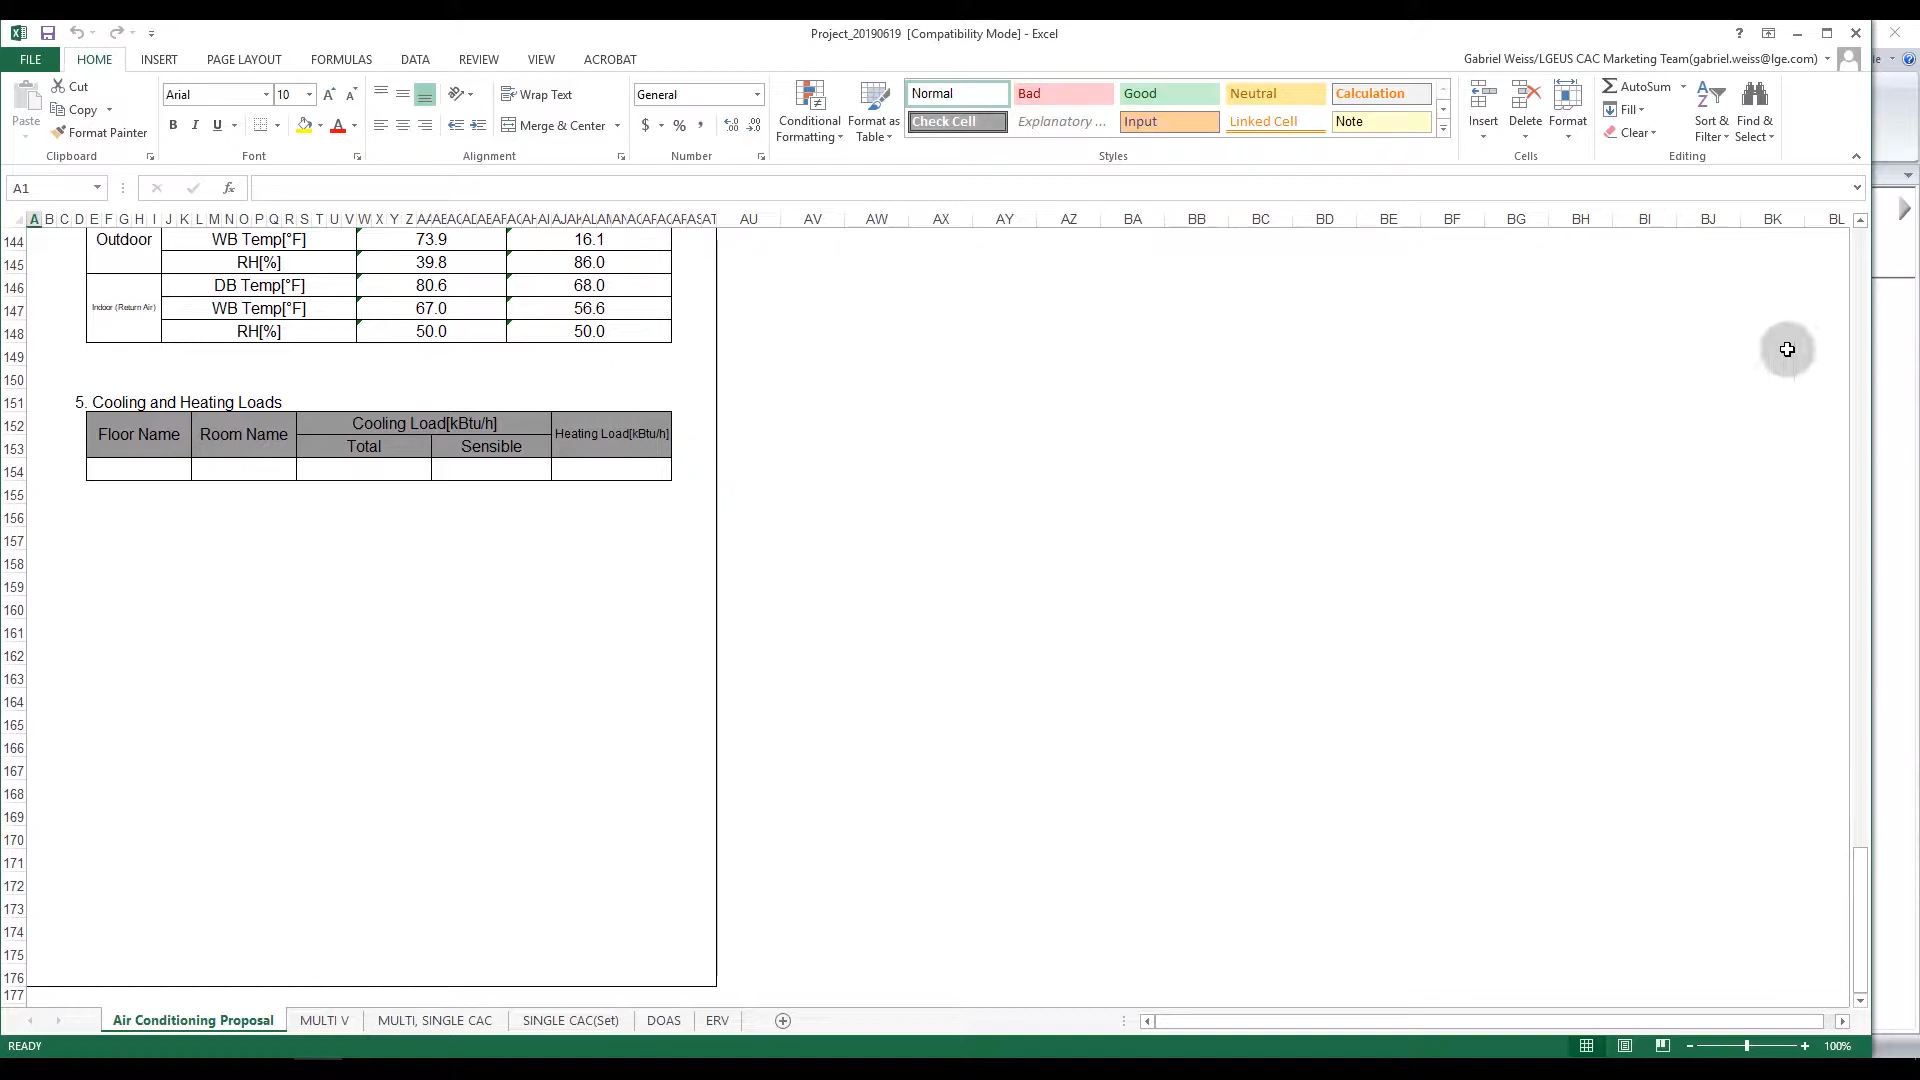 Project_20190619 [Compatibility Mode] - Excel
FILE HOME INSERT PAGE LAYOUT FORMULAS DATA REVIEW VIEW ACROBAT
Gabriel Weiss/LGEUS CAC Marketing Team(gabriel.weiss@lge.com)
Paste
Cut
Copy
Format Painter
Clipboard
Arial 10
B I U
Font
Wrap Text
Merge & Center
Alignment
General
$ % ,
Number
Conditional Formatting
Format as Table
Normal Bad Good Neutral Calculation
Check Cell Explanatory ... Input Linked Cell Note
Styles
Insert Delete Format
Cells
AutoSum
Fill
Clear
Sort & Filter
Find & Select
Editing
A1
fx
A B C D E F G H I J K L M N O P Q R S T U V W X Y Z AU AV AW AX AY AZ BA BB BC BD BE BF BG BH BI BJ BK BL
144 Outdoor WB Temp[°F] 73.9 16.1
145 RH[%] 39.8 86.0
146 DB Temp[°F] 80.6 68.0
147 Indoor (Return Air) WB Temp[°F] 67.0 56.6
148 RH[%] 50.0 50.0
149
150
151 5. Cooling and Heating Loads
152 Floor Name Room Name Cooling Load[kBtu/h] Heating Load[kBtu/h]
153 Total Sensible
154
155
156
157
158
159
160
161
162
163
164
165
166
167
168
169
170
171
172
173
174
175
176
177
Air Conditioning Proposal MULTI V MULTI, SINGLE CAC SINGLE CAC(Set) DOAS ERV
READY
100%